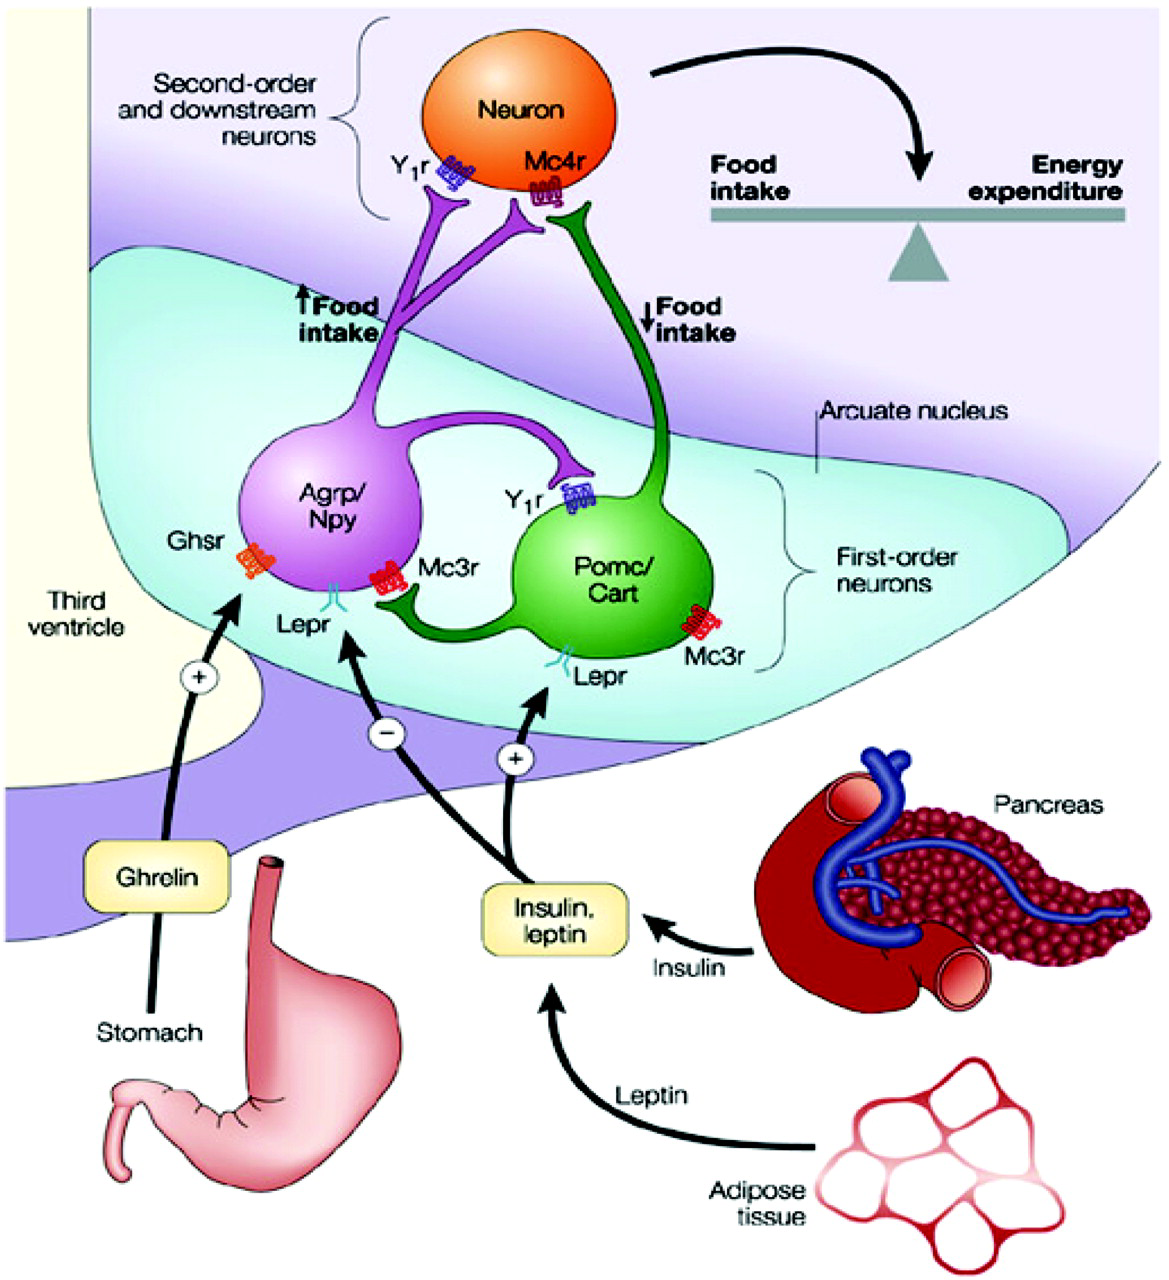 Second-order
and downstream
neurons
Neuron
Y1r
Mc4r
Food
intake
Energy
expenditure
↑Food
intake
↓Food
intake
Arcuate nucleus
Agrp/
Npy
Y1r
Ghsr
Mc3r
Pomc/
Cart
First-order
neurons
Third
ventricle
Lepr
Mc3r
Lepr
+
−
+
Pancreas
Ghrelin
Insulin,
leptin
Insulin
Stomach
Leptin
Adipose
tissue